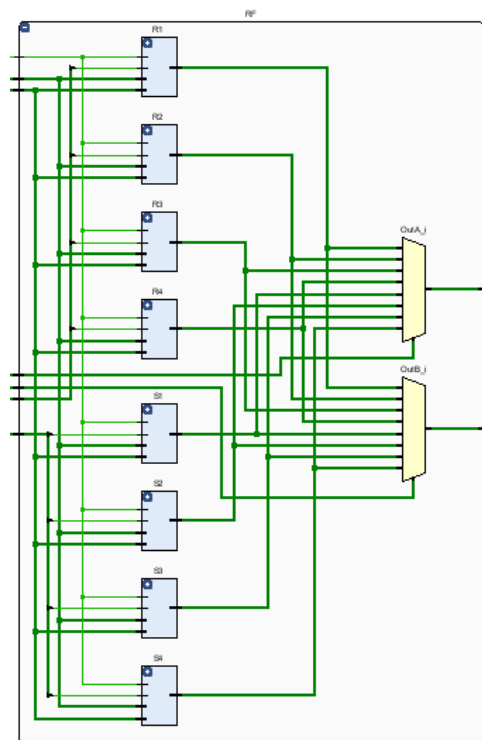 RF
R1
R2
R3
R4
OutA_i
OutB_i
S1
S2
S3
S4